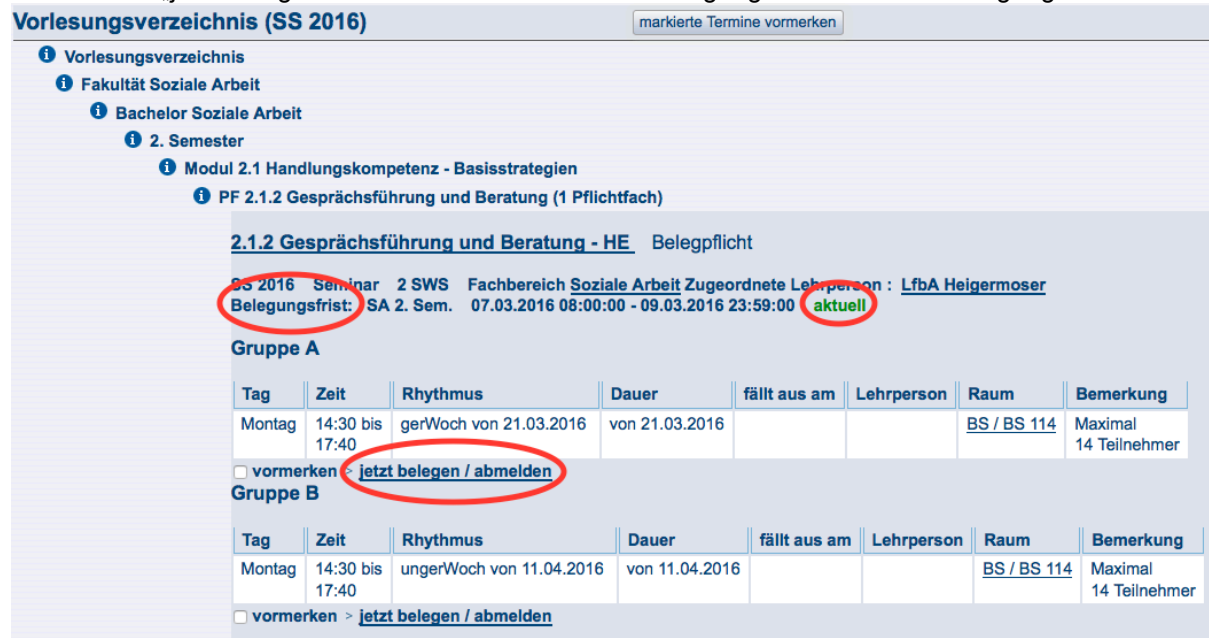 Vorlesungsverzeichnis (SS 2016) markierte Termine vormerken
Vorlesungsverzeichnis
Fakultät Soziale Arbeit
Bachelor Soziale Arbeit
2. Semester
Modul 2.1 Handlungskompetenz - Basisstrategien
PF 2.1.2 Gesprächsführung und Beratung (1 Pflichtfach)
2.1.2 Gesprächsführung und Beratung - HE Belegpflicht
SS 2016 Seminar 2 SWS Fachbereich Soziale Arbeit Zugeordnete Lehrperson : LfbA Heigermoser
Belegungsfrist: SA 2. Sem. 07.03.2016 08:00:00 - 09.03.2016 23:59:00 aktuell
Gruppe A
Tag Zeit Rhythmus Dauer fällt aus am Lehrperson Raum Bemerkung
Montag 14:30 bis gerWoch von 21.03.2016 von 21.03.2016 BS / BS 114 Maximal
17:40 14 Teilnehmer
vormerken > jetzt belegen / abmelden
Gruppe B
Tag Zeit Rhythmus Dauer fällt aus am Lehrperson Raum Bemerkung
Montag 14:30 bis ungerWoch von 11.04.2016 von 11.04.2016 BS / BS 114 Maximal
17:40 14 Teilnehmer
vormerken > jetzt belegen / abmelden